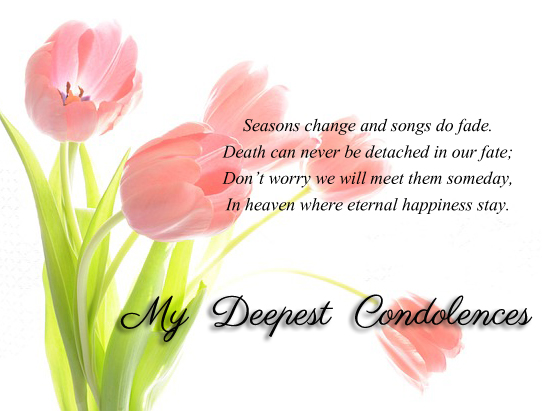 Seasons change and songs do fade.
Death can never be detached in our fate;
Don't worry we will meet them someday,
In heaven where eternal happiness stay.
My Deepest Condolences